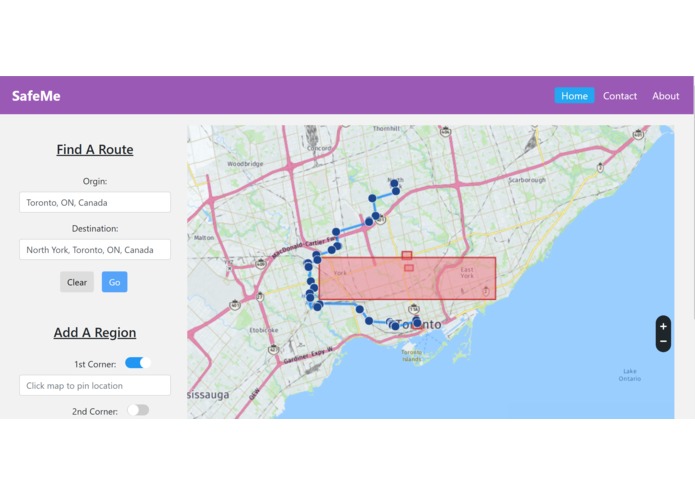 SafeMe
Home Contact About
Find A Route
Orgin:
Toronto, ON, Canada
Destination:
North York, Toronto, ON, Canada
Clear Go
Add A Region
1st Corner:
Click map to pin location
2nd Corner:
Thornhill
Concord
Woodbridge
Scarborough
Malton
MacDonald Cartier
York
East
York
Etobicoke
Toronto
Gardiner Expy W
Toronto
Islands
Lake
Ontario
sissauga
+
−